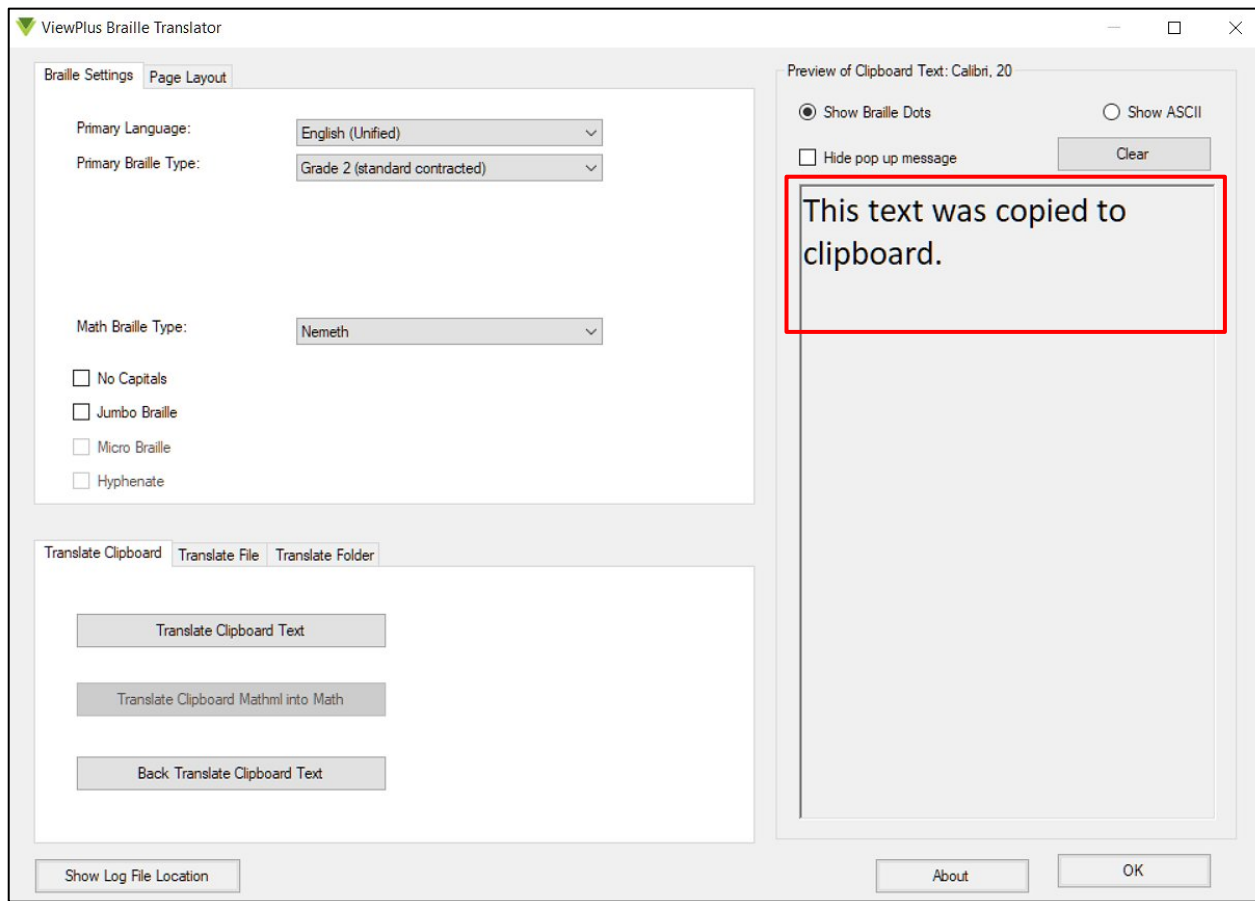 ViewPlus Braille Translator
Braille Settings
Page Layout
Primary Language:
English (Unified)
Primary Braille Type:
Grade 2 (standard contracted)
Math Braille Type:
Nemeth
No Capitals
Jumbo Braille
Micro Braille
Hyphenate
Translate Clipboard
Translate File
Translate Folder
Translate Clipboard Text
Translate Clipboard Mathml into Math
Back Translate Clipboard Text
Show Log File Location
Preview of Clipboard Text: Calibri, 20
Show Braille Dots
Show ASCII
Hide pop up message
Clear
This text was copied to
clipboard.
About
OK